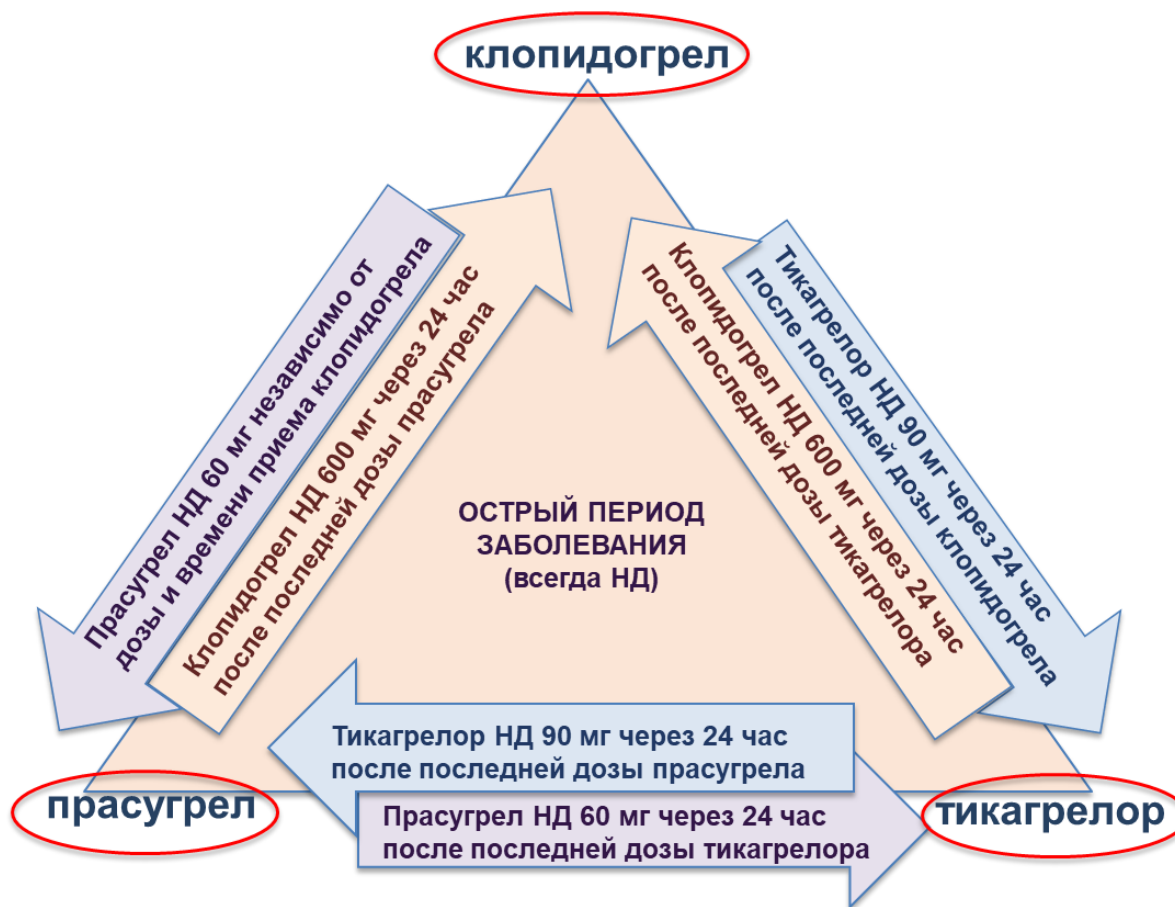 клопидогрел
Прасугрел НД 60 мг независимо от
дозы и времени приема клопидогрела
Клопидогрел НД 600 мг через 24 час
после последней дозы прасугрела
Клопидогрел НД 600 мг через 24 час
после последней дозы тикагрелора
Тикагрелор НД 90 мг через 24 час
после последней дозы клопидогрела
ОСТРЫЙ ПЕРИОД
ЗАБОЛЕВАНИЯ
(всегда НД)
Тикагрелор НД 90 мг через 24 час
после последней дозы прасугрела
Прасугрел НД 60 мг через 24 час
после последней дозы тикагрелора
прасугрел
тикагрелор